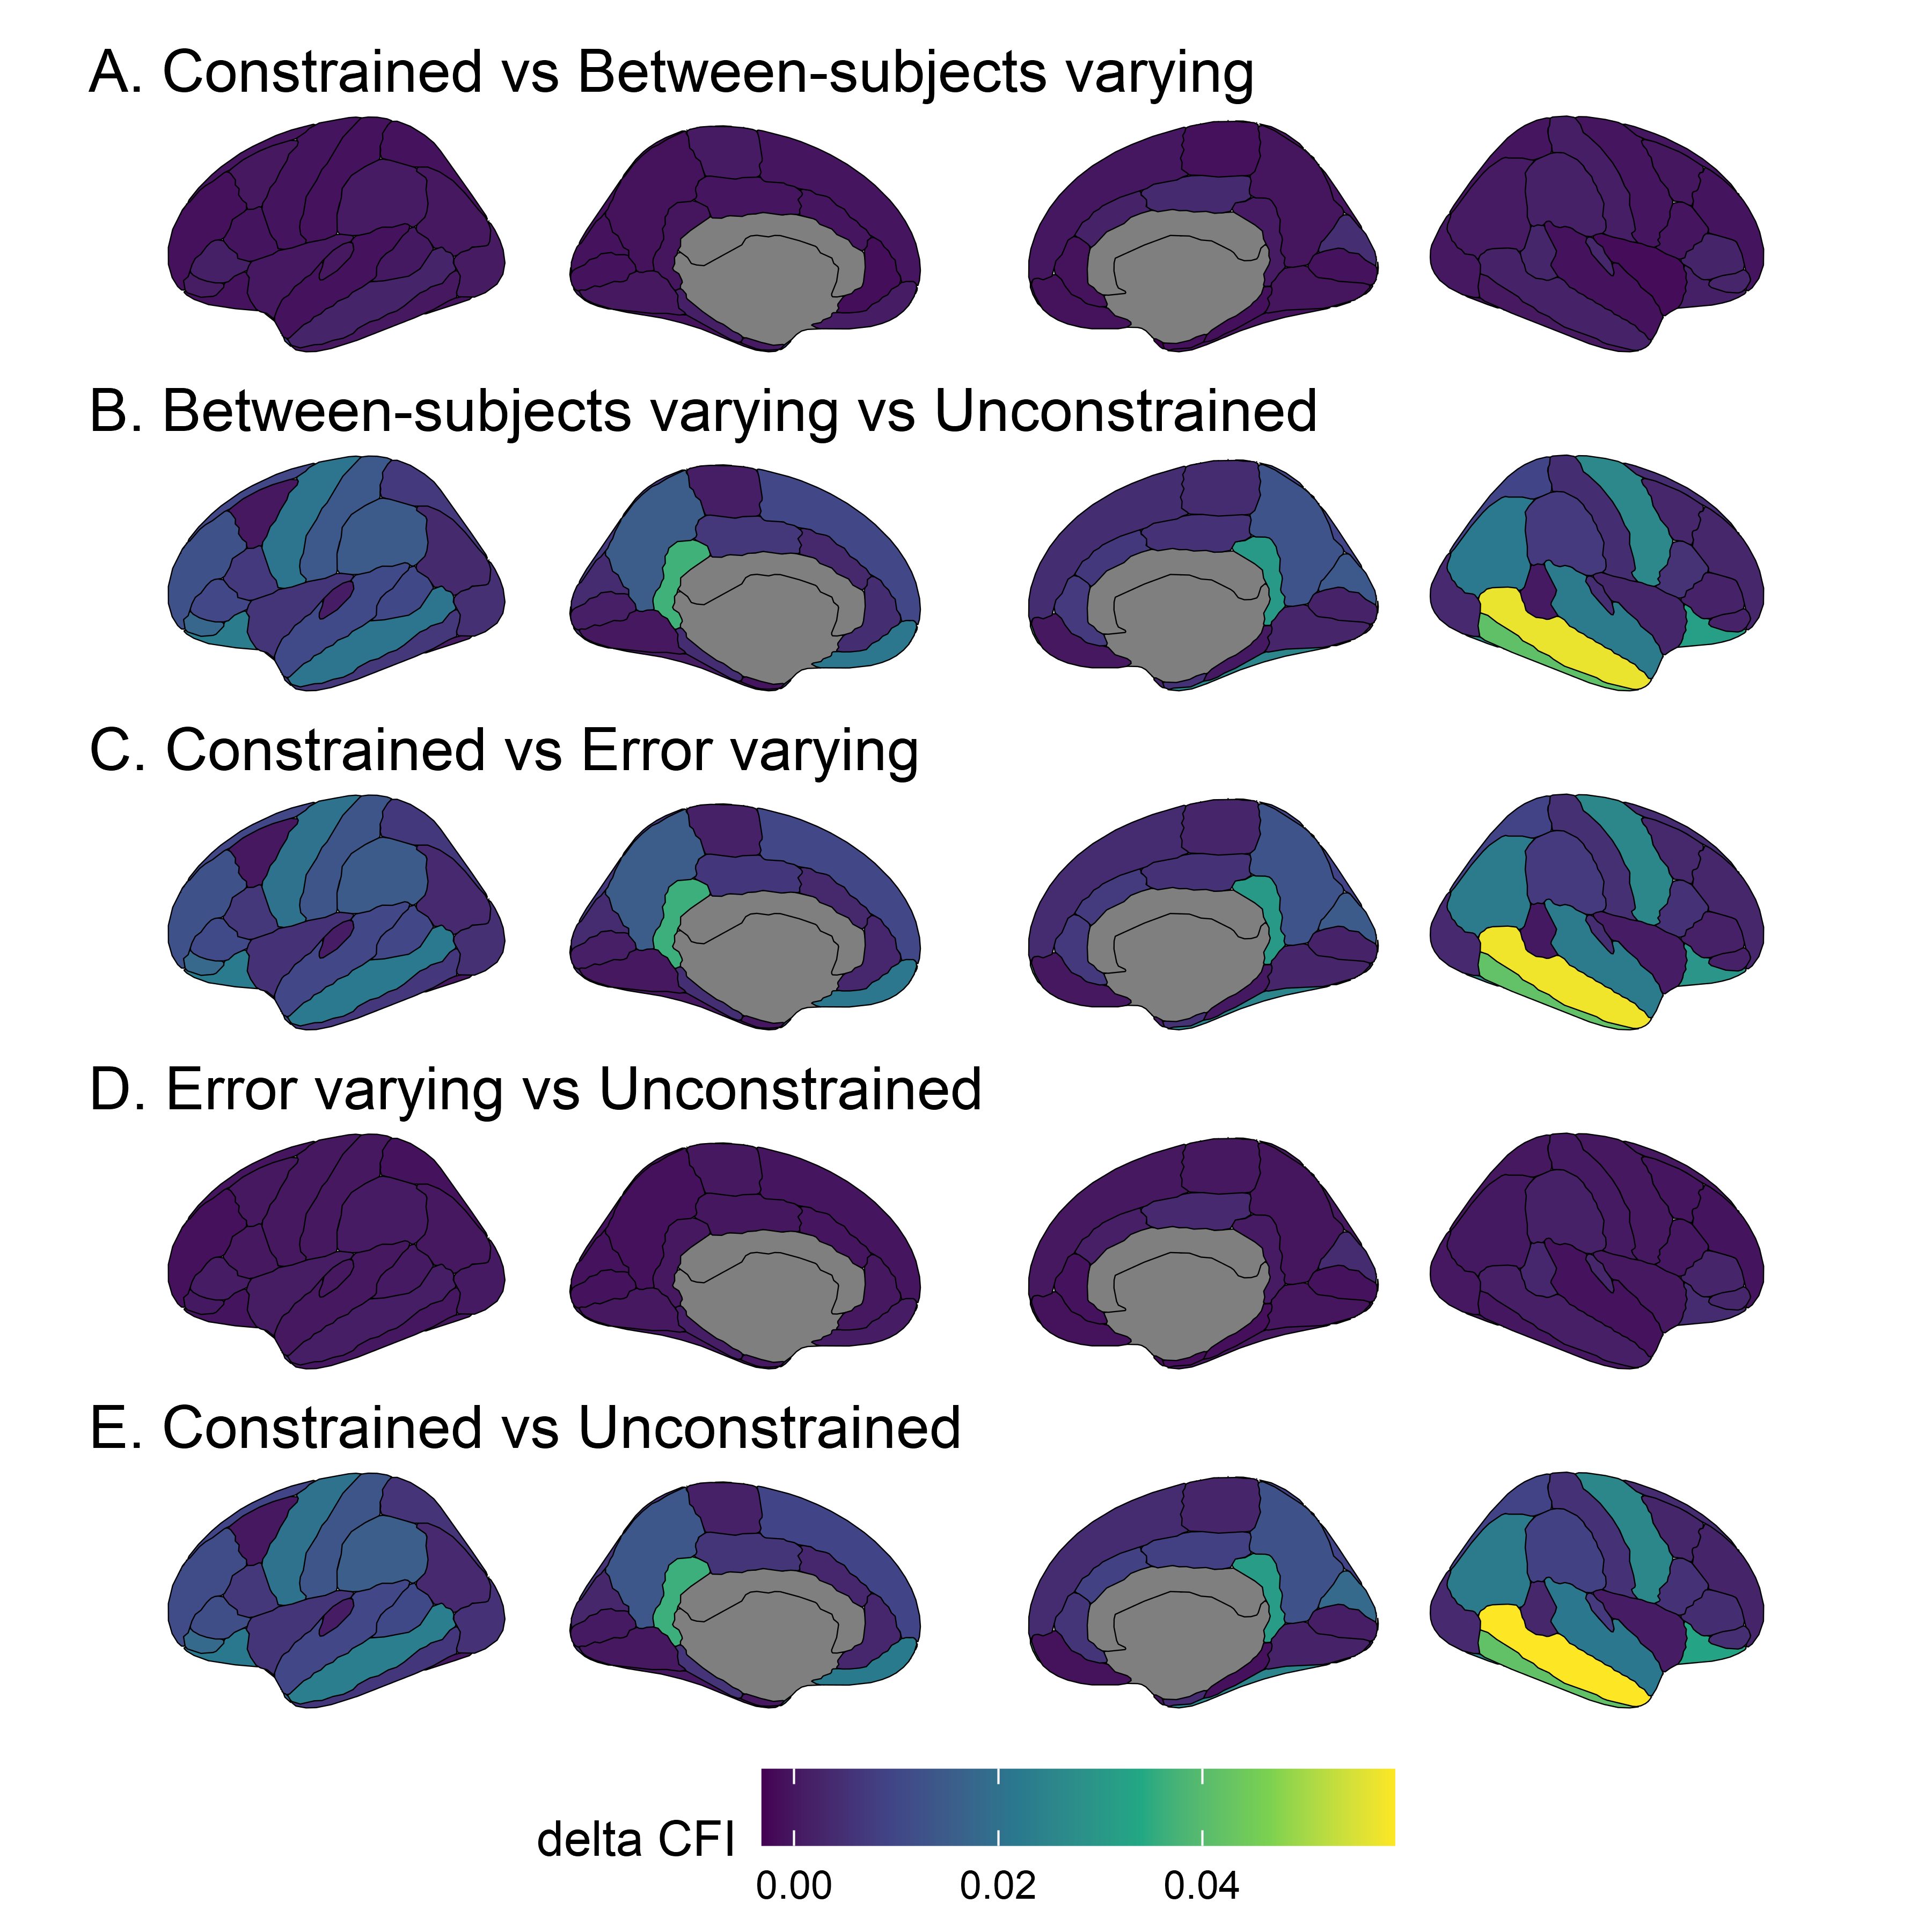 A. Constrained vs Between-subjects varying
B. Between-subjects varying vs Unconstrained
C. Constrained vs Error varying
D. Error varying vs Unconstrained
E. Constrained vs Unconstrained
delta CFI
0.00 0.02 0.04